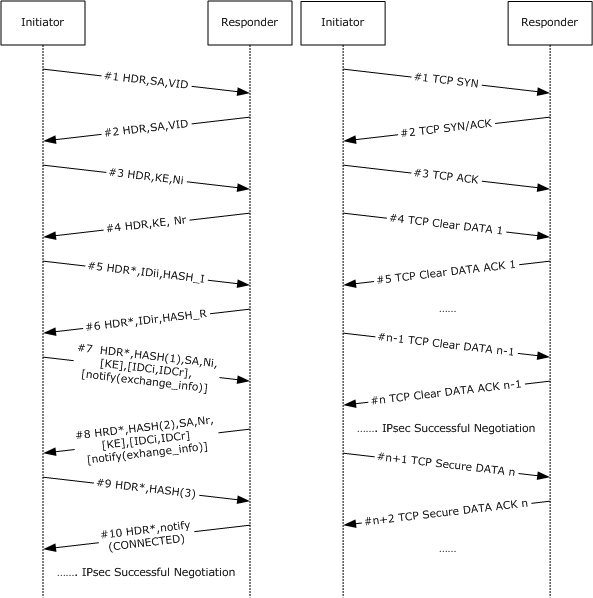 Initiator
Responder
#1 HDR,SA,VID
#2 HDR,SA,VID
#3 HDR,KE,Ni
#4 HDR,KE, Nr
#5 HDR*,IDii,HASH_I
#6 HDR*,IDir,HASH_R
#7  HDR*,HASH(1),SA,Ni,
[KE],[IDCi,IDCr],
[notify(exchange_info)]
#8 HRD*,HASH(2),SA,Nr,
[KE],[IDCi,IDCr]
[notify(exhange_info)]
#9 HDR*,HASH(3)
#10 HDR*,notify
(CONNECTED)
....... IPsec Successful Negotiation
Initiator
Responder
#1 TCP SYN
#2 TCP SYN/ACK
#3 TCP ACK
#4 TCP Clear DATA 1
#5 TCP Clear DATA ACK 1
......
#n-1 TCP Clear DATA n-1
#n TCP Clear DATA ACK n-1
....... IPsec Successful Negotiation
#n+1 TCP Secure DATA n
#n+2 TCP Secure DATA ACK n
......